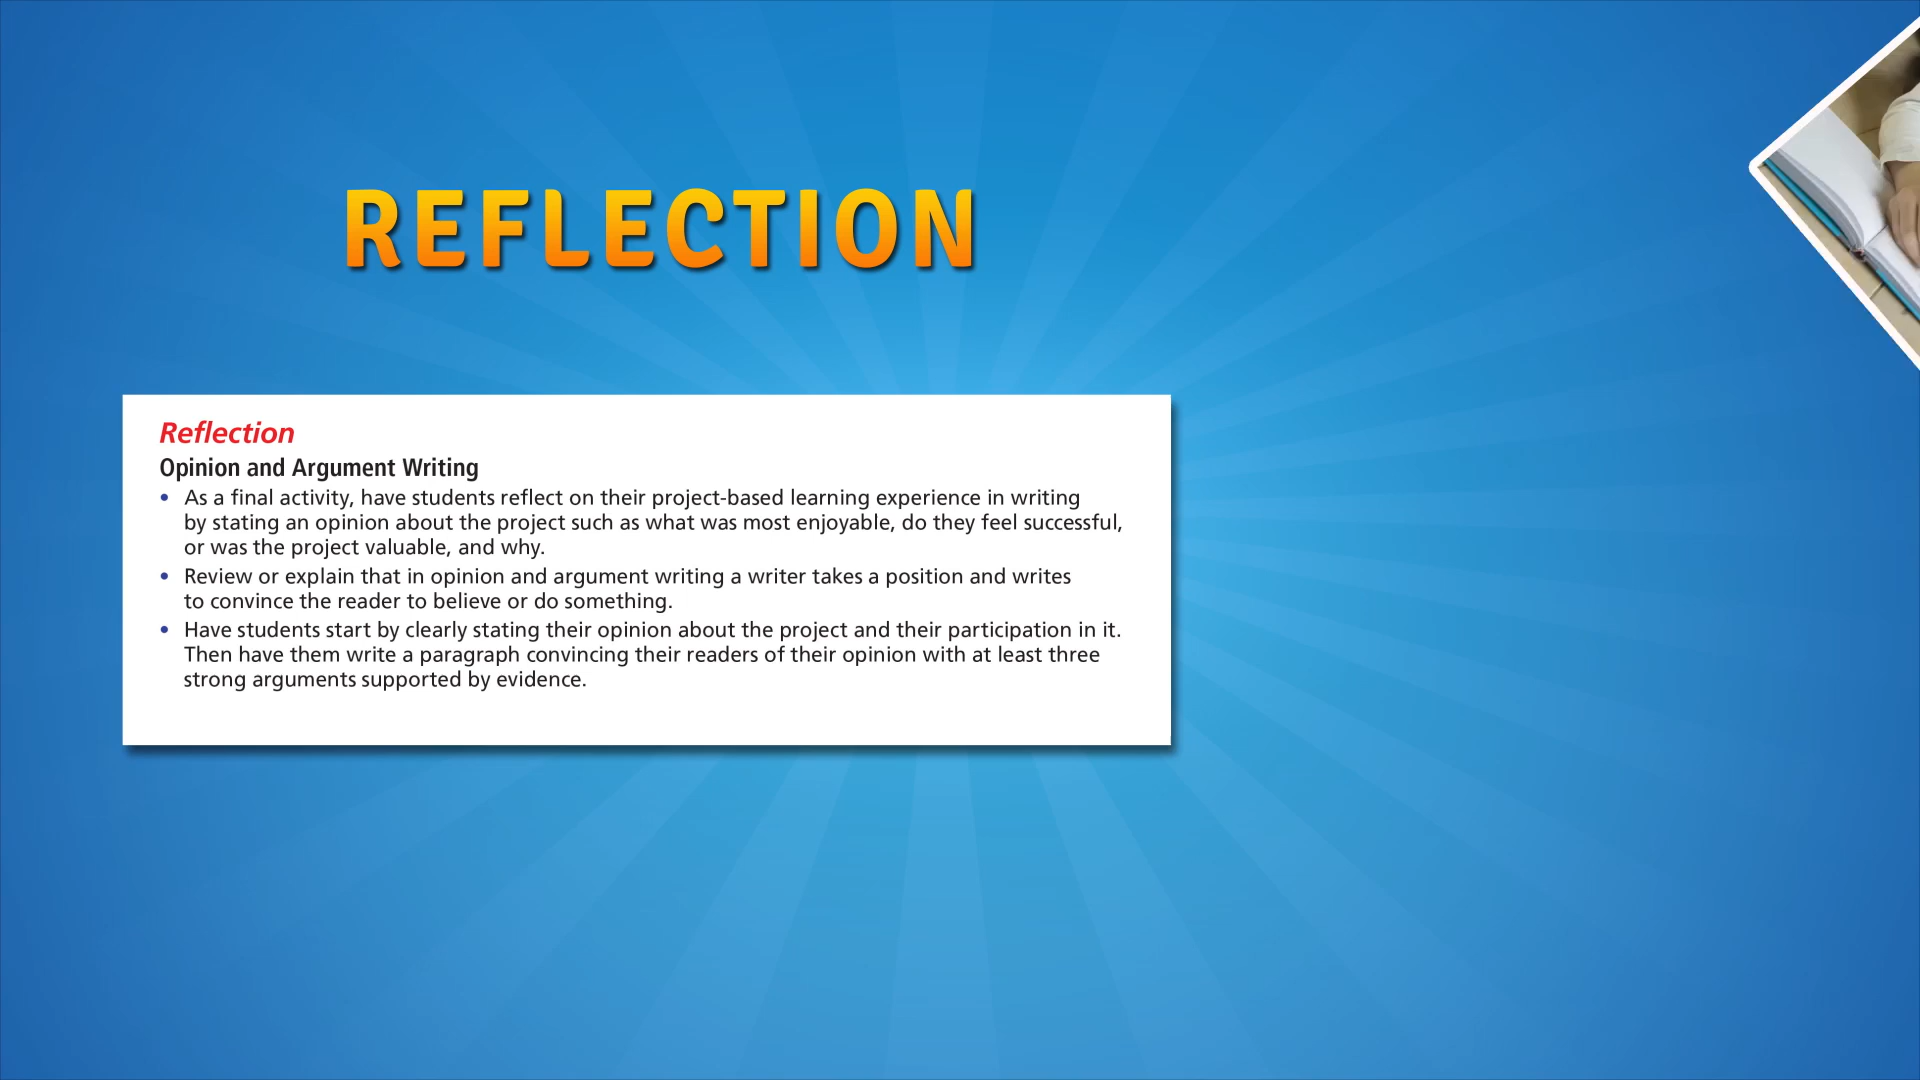 REFLECTION
Reflection
Opinion and Argument Writing
• As a final activity, have students reflect on their project-based learning experience in writing
by stating an opinion about the project such as what was most enjoyable, do they feel successful,
or was the project valuable, and why.
• Review or explain that in opinion and argument writing a writer takes a position and writes
to convince the reader to believe or do something.
• Have students start by clearly stating their opinion about the project and their participation in it.
Then have them write a paragraph convincing their readers of their opinion with at least three
strong arguments supported by evidence.